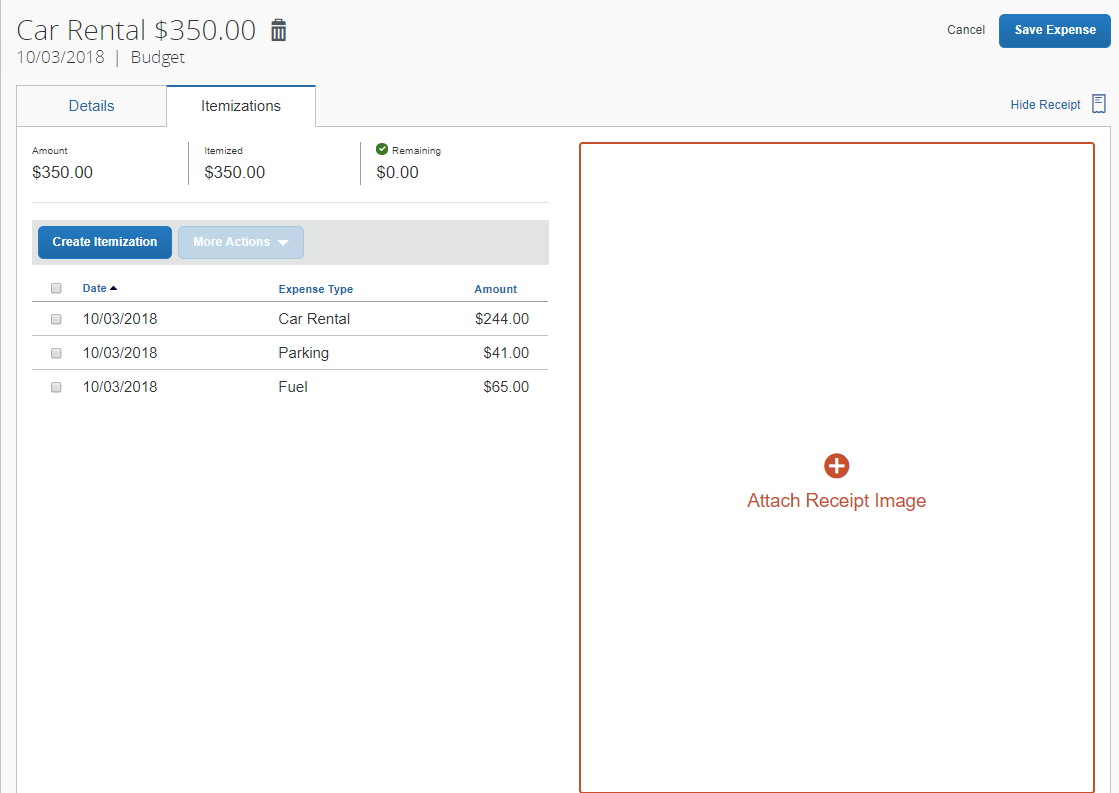 Car Rental $350.00
Cancel
Save Expense
10/03/2018 | Budget
Details
Itemizations
Hide Receipt
Amount
$350.00
Itemized
$350.00
Remaining
$0.00
Create Itemization
More Actions
Date
Expense Type
Amount
10/03/2018 Car Rental $244.00
10/03/2018 Parking $41.00
10/03/2018 Fuel $65.00
Attach Receipt Image